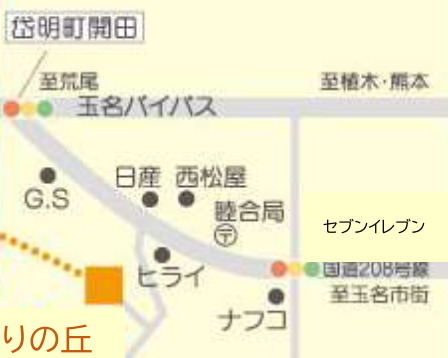 岱明町開田
至荒尾
至植木·熊本
玉名バイパス
日産
西松屋
G.S
睦合局
〒
セブンイレブン
ヒライ
国道208号線
至玉名市街
ナフコ
りの丘